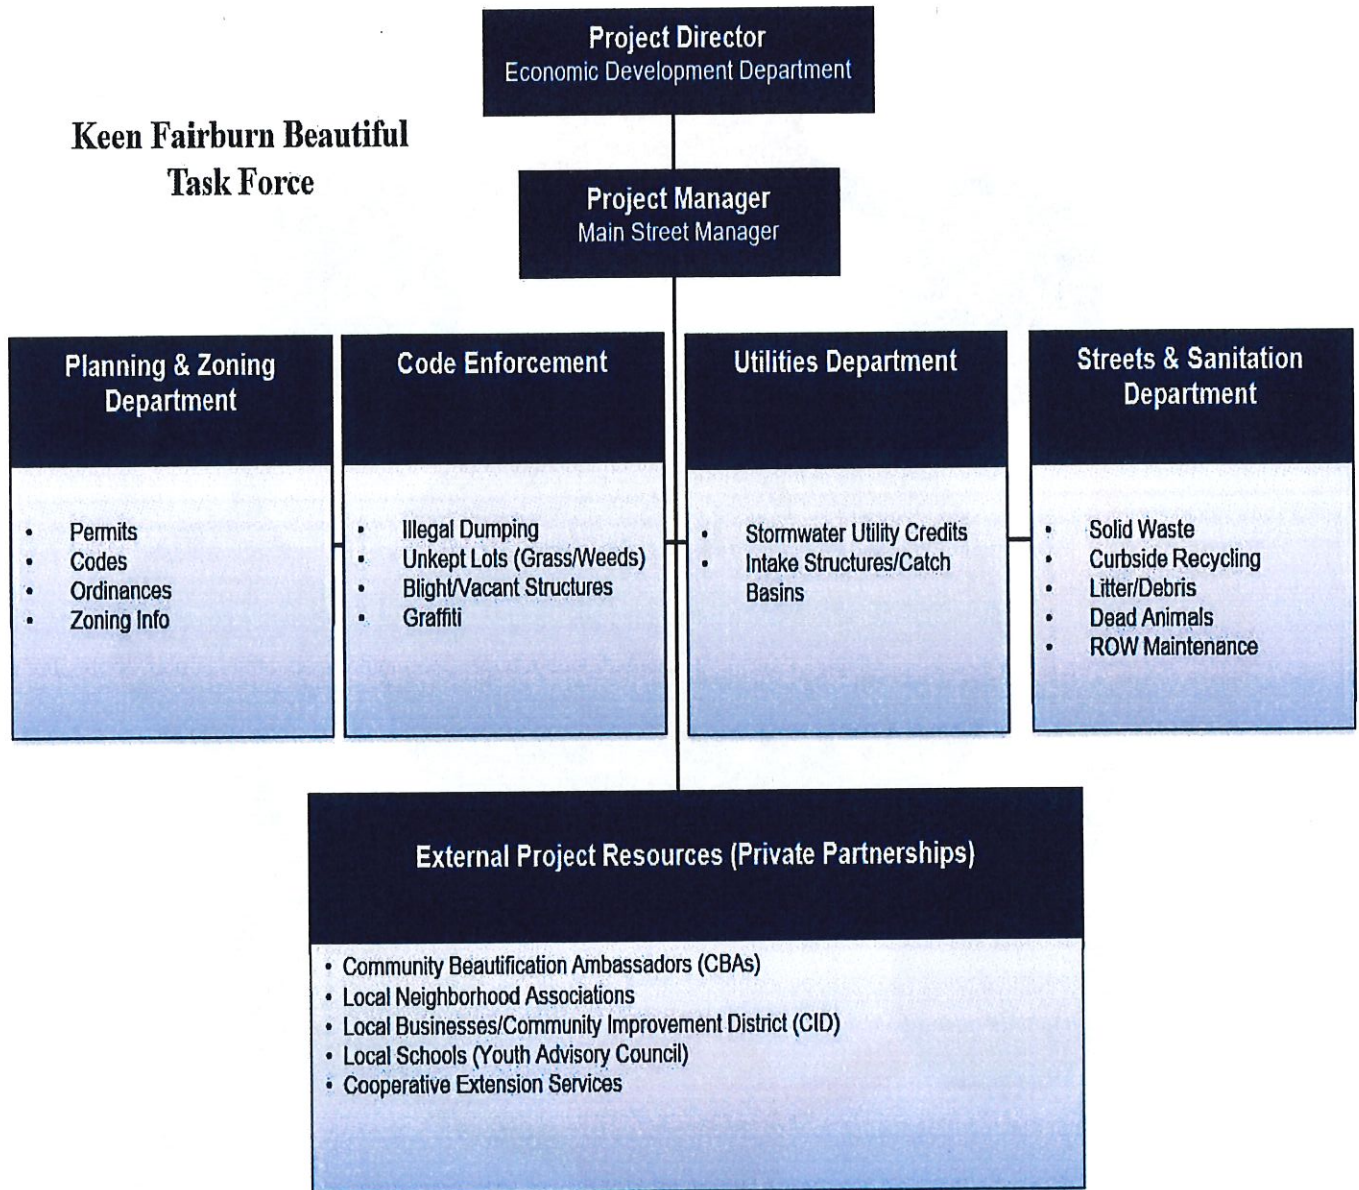 Project Director
Economic Development Department
Keen Fairburn Beautiful
Task Force
Project Manager
Main Street Manager
Planning & Zoning
Department
• Permits
• Codes
• Ordinances
• Zoning Info
Code Enforcement
• Illegal Dumping
• Unkept Lots (Grass/Weeds)
• Blight/Vacant Structures
• Graffiti
Utilities Department
• Stormwater Utility Credits
• Intake Structures/Catch
Basins
Streets & Sanitation
Department
• Solid Waste
• Curbside Recycling
• Litter/Debris
• Dead Animals
• ROW Maintenance
External Project Resources (Private Partnerships)
• Community Beautification Ambassadors (CBAs)
• Local Neighborhood Associations
• Local Businesses/Community Improvement District (CID)
• Local Schools (Youth Advisory Council)
• Cooperative Extension Services